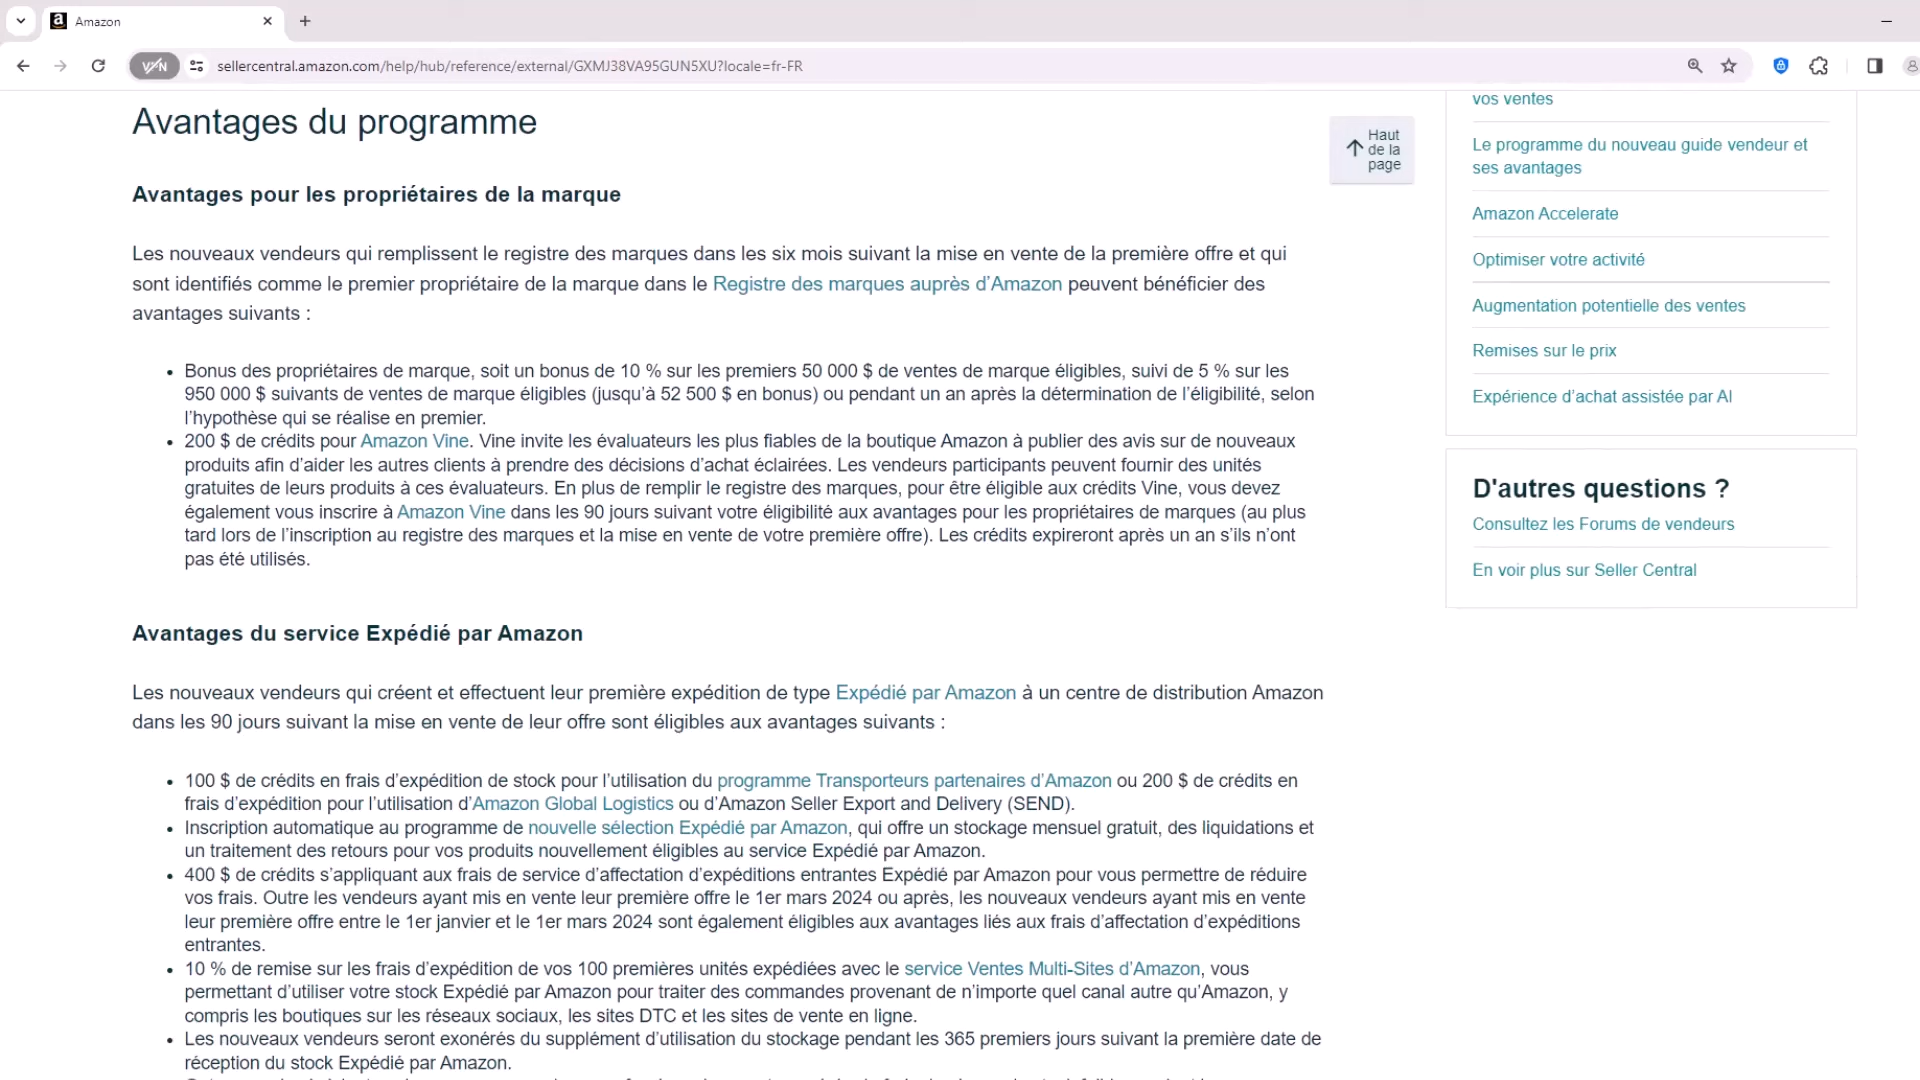 Amazon
VPN
sellercentral.amazon.com/help/hub/reference/external/GXMJ38VA95GUN5XU?locale=fr-FR
Avantages du programme
Haut
de la
page
Avantages pour les propriétaires de la marque
Les nouveaux vendeurs qui remplissent le registre des marques dans les six mois suivant la mise en vente de la première offre et qui
sont identifiés comme le premier propriétaire de la marque dans le Registre des marques auprès d’Amazon peuvent bénéficier des
avantages suivants :
• Bonus des propriétaires de marque, soit un bonus de 10 % sur les premiers 50 000 $ de ventes de marque éligibles, suivi de 5 % sur les
950 000 $ suivants de ventes de marque éligibles (jusqu’à 52 500 $ en bonus) ou pendant un an après la détermination de l’éligibilité, selon
l’hypothèse qui se réalise en premier.
• 200 $ de crédits pour Amazon Vine. Vine invite les évaluateurs les plus fiables de la boutique Amazon à publier des avis sur de nouveaux
produits afin d’aider les autres clients à prendre des décisions d’achat éclairées. Les vendeurs participants peuvent fournir des unités
gratuites de leurs produits à ces évaluateurs. En plus de remplir le registre des marques, pour être éligible aux crédits Vine, vous devez
également vous inscrire à Amazon Vine dans les 90 jours suivant votre éligibilité aux avantages pour les propriétaires de marques (au plus
tard lors de l’inscription au registre des marques et la mise en vente de votre première offre). Les crédits expireront après un an s’ils n’ont
pas été utilisés.
Avantages du service Expédié par Amazon
Les nouveaux vendeurs qui créent et effectuent leur première expédition de type Expédié par Amazon à un centre de distribution Amazon
dans les 90 jours suivant la mise en vente de leur offre sont éligibles aux avantages suivants :
• 100 $ de crédits en frais d’expédition de stock pour l’utilisation du programme Transporteurs partenaires d’Amazon ou 200 $ de crédits en
frais d’expédition pour l’utilisation d’Amazon Global Logistics ou d’Amazon Seller Export and Delivery (SEND).
• Inscription automatique au programme de nouvelle sélection Expédié par Amazon, qui offre un stockage mensuel gratuit, des liquidations et
un traitement des retours pour vos produits nouvellement éligibles au service Expédié par Amazon.
• 400 $ de crédits s’appliquant aux frais de service d’affectation d’expéditions entrantes Expédié par Amazon pour vous permettre de réduire
vos frais. Outre les vendeurs ayant mis en vente leur première offre le 1er mars 2024 ou après, les nouveaux vendeurs ayant mis en vente
leur première offre entre le 1er janvier et le 1er mars 2024 sont également éligibles aux avantages liés aux frais d’affectation d’expéditions
entrantes.
• 10 % de remise sur les frais d’expédition de vos 100 premières unités expédiées avec le service Ventes Multi-Sites d’Amazon, vous
permettant d’utiliser votre stock Expédié par Amazon pour traiter des commandes provenant de n’importe quel canal autre qu’Amazon, y
compris les boutiques sur les réseaux sociaux, les sites DTC et les sites de vente en ligne.
• Les nouveaux vendeurs seront exonérés du supplément d’utilisation du stockage pendant les 365 premiers jours suivant la première date de
réception du stock Expédié par Amazon.
vos ventes
Le programme du nouveau guide vendeur et
ses avantages
Amazon Accelerate
Optimiser votre activité
Augmentation potentielle des ventes
Remises sur le prix
Expérience d’achat assistée par AI
D'autres questions ?
Consultez les Forums de vendeurs
En voir plus sur Seller Central